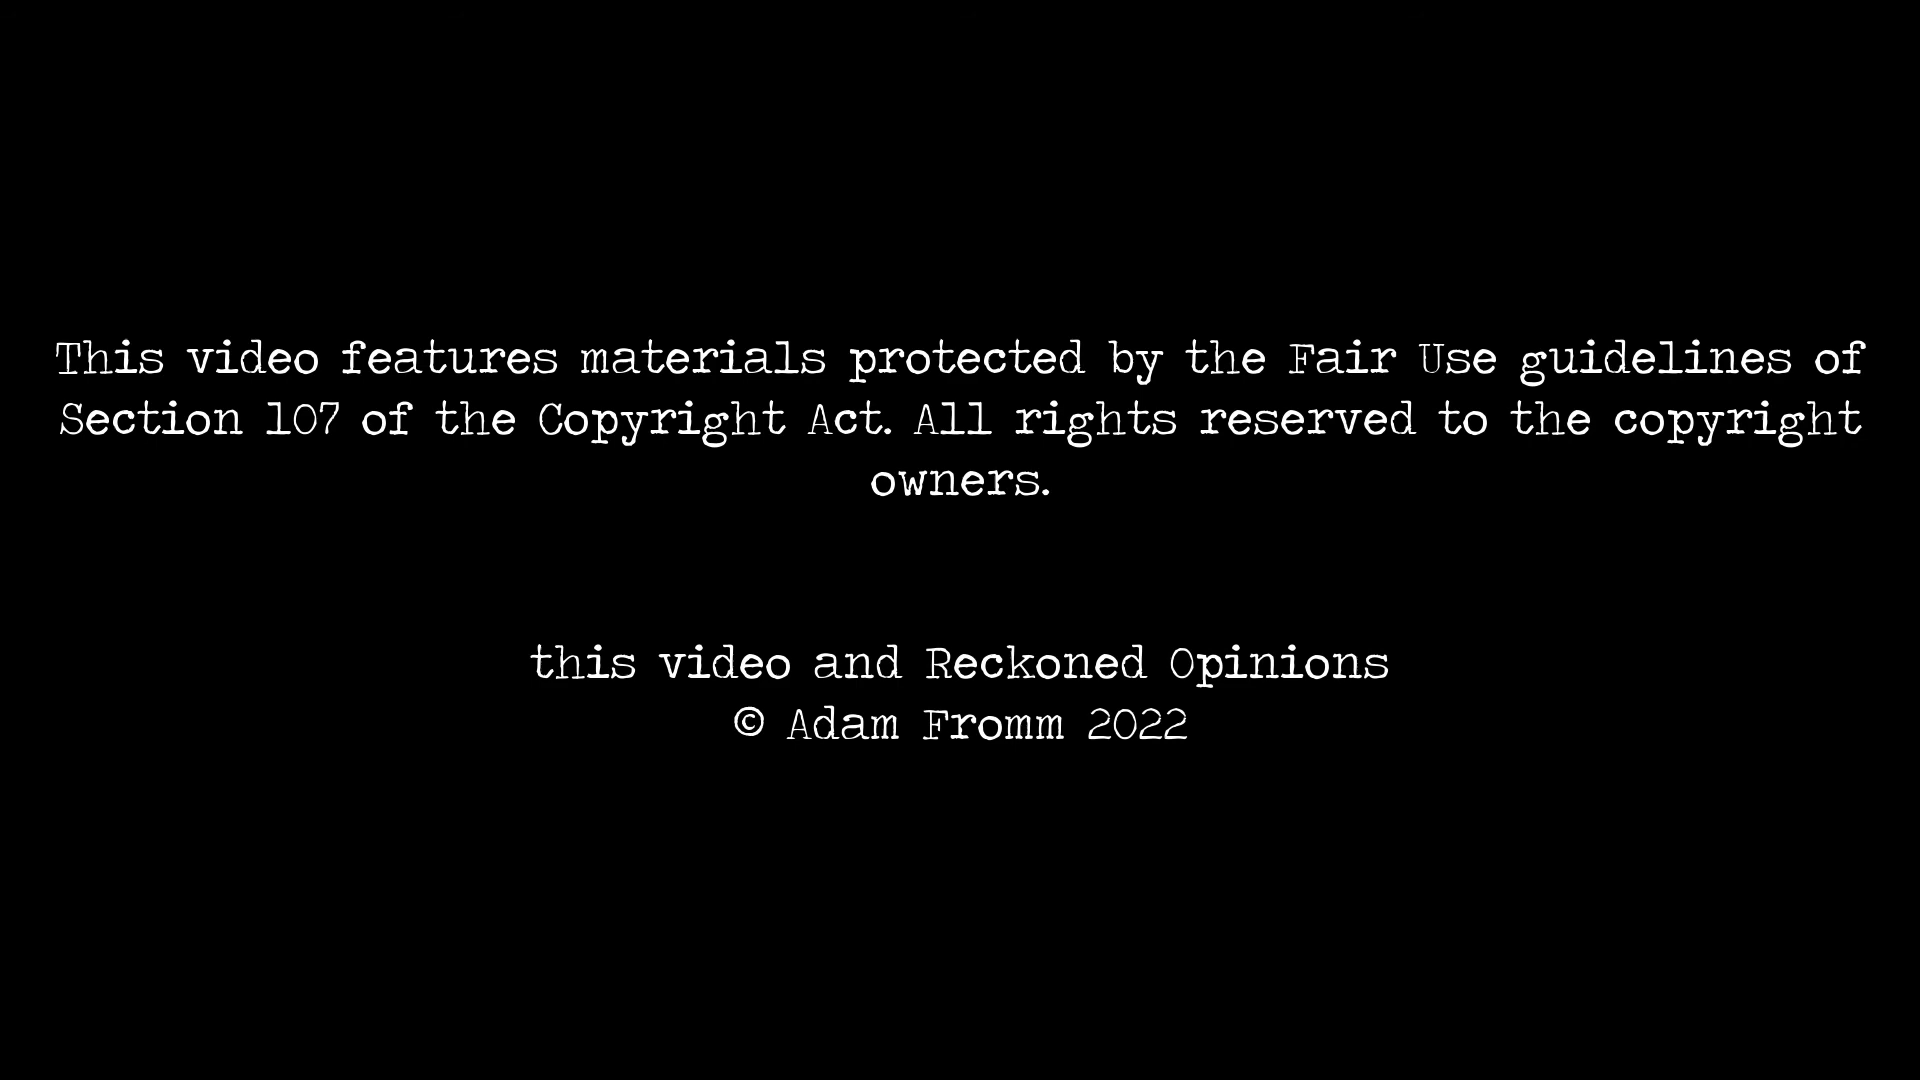 This video features materials protected by the Fair Use guidelines of
Section 107 of the Copyright Act. All rights reserved to the copyright
owners.
this video and Reckoned Opinions
© Adam Fromm 2022